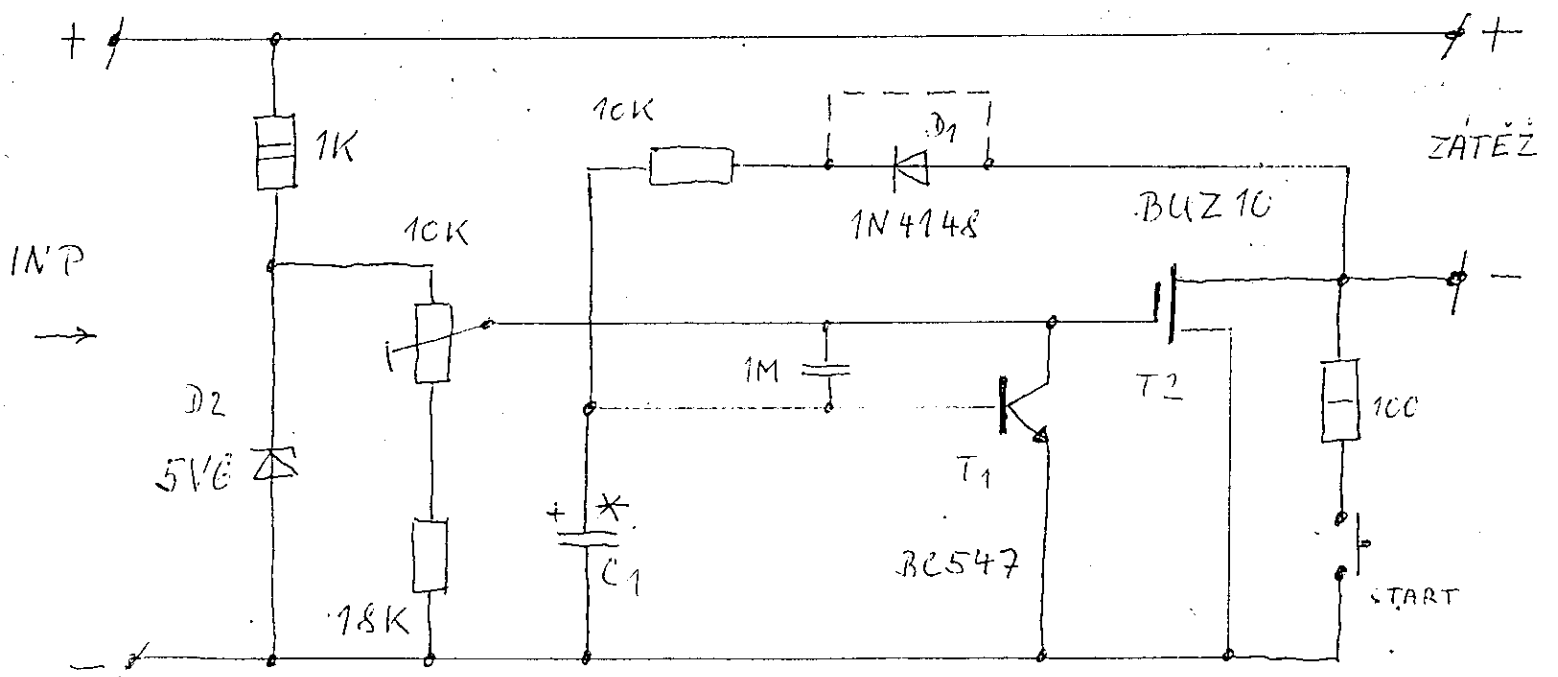 + +
10K
D1
1K
ZÁTĚŽ
1N4148
BUZ10
10K
INP
-
1M
T2
D2
100
5V6
T1
+ *
C1
BC547
START
18K
-